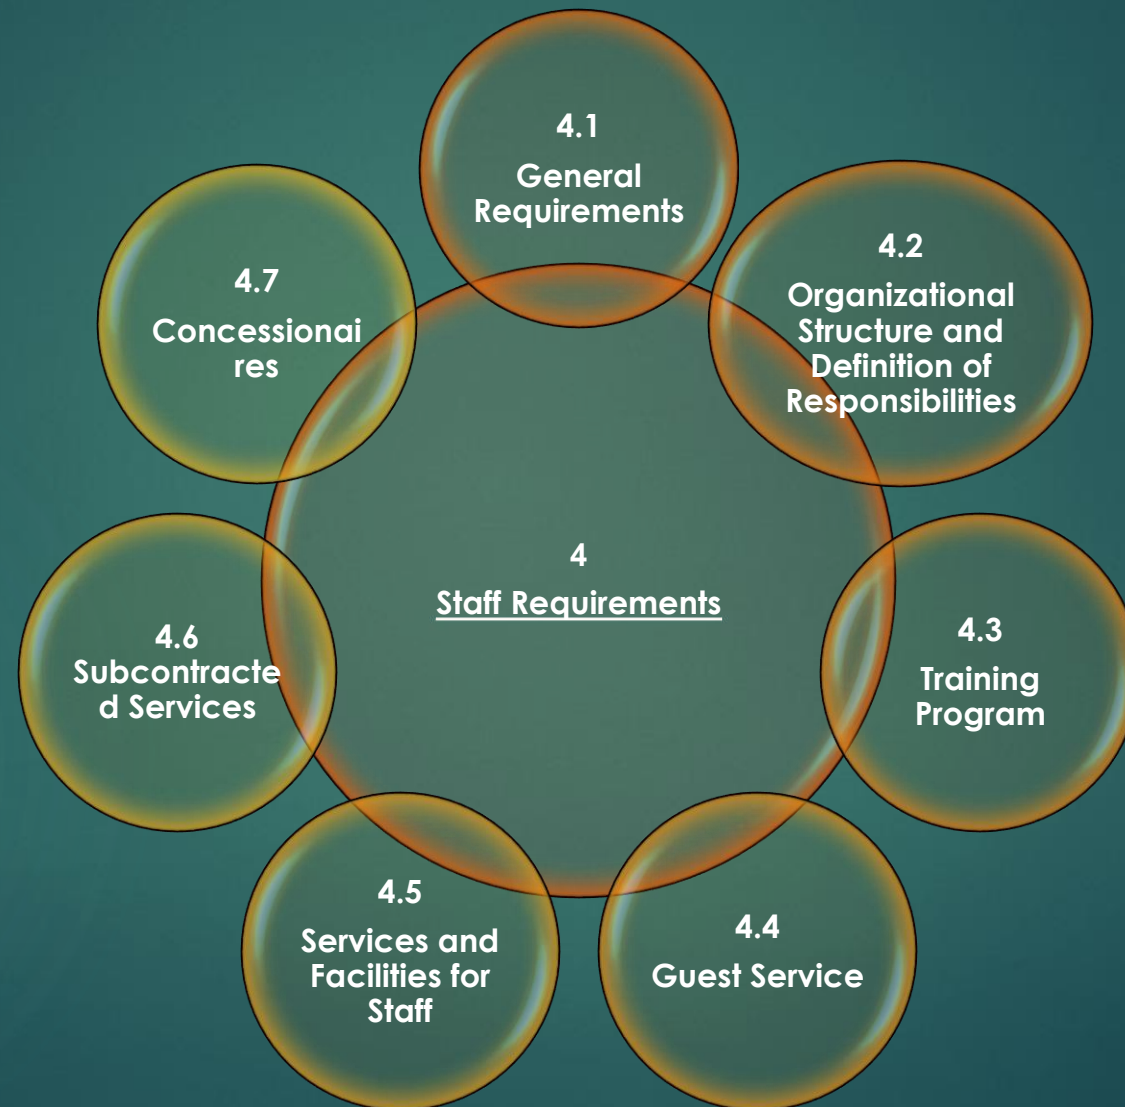 4.1
General
Requirements
4.2
Organizational
Structure and
Definition of
Responsibilities
4.3
Training
Program
4.4
Guest Service
4.5
Services and
Facilities for
Staff
4.6
Subcontracte
d Services
4.7
Concessionai
res
4
Staff Requirements